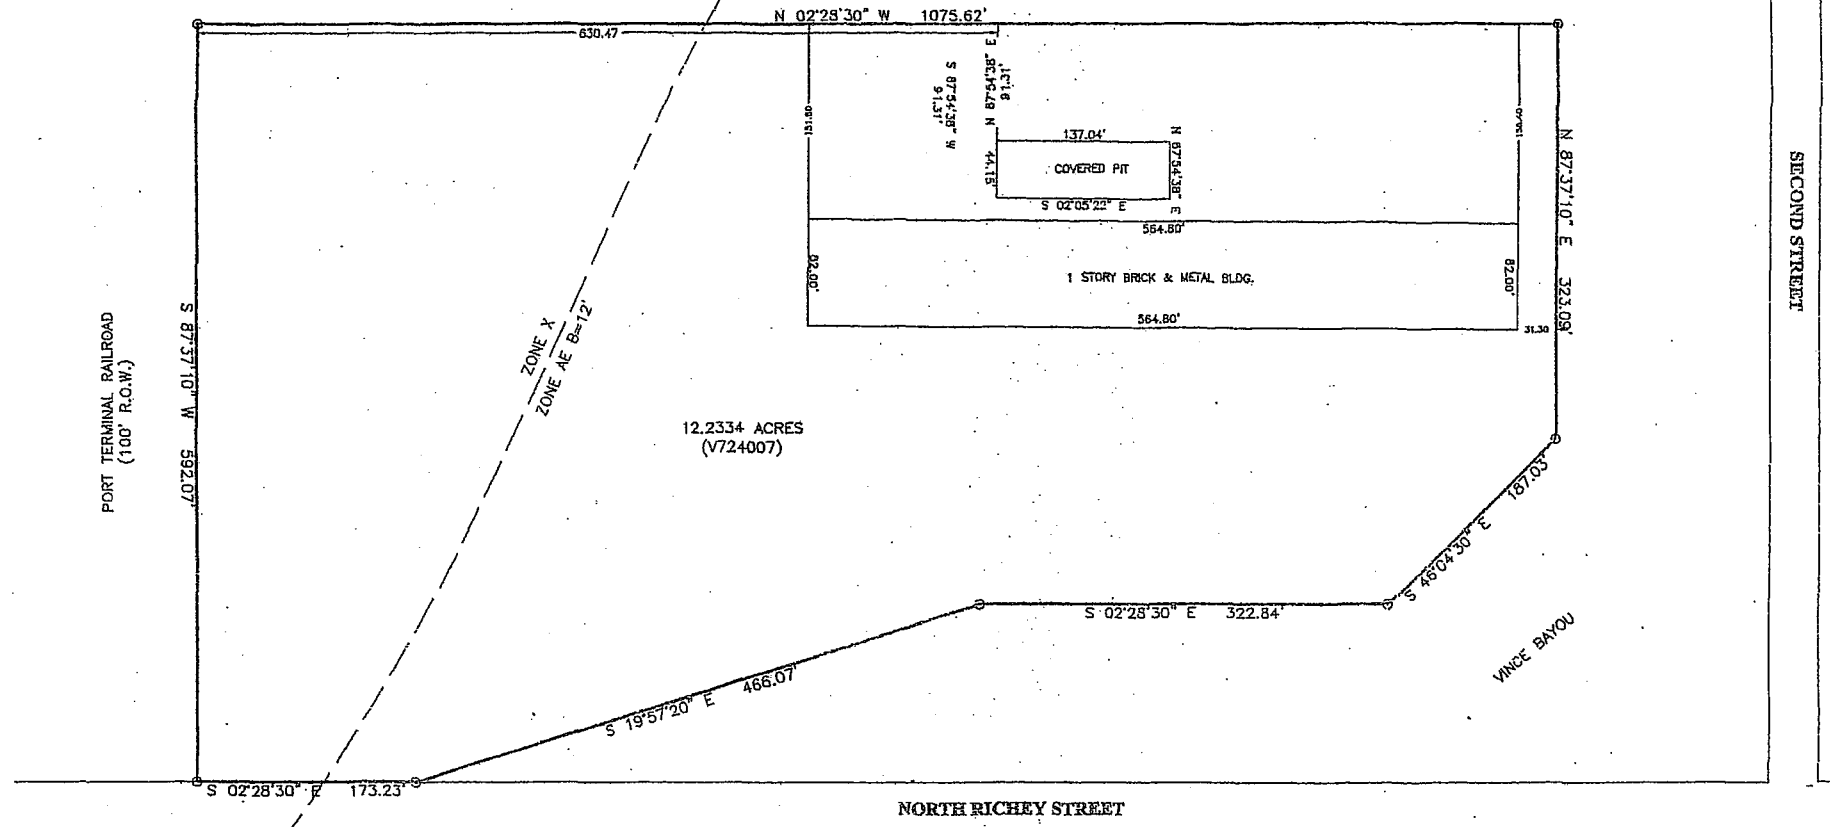 N 02°28'30" W 1075.62'
630.47
N 87°54'38" E
91.31'
S 87°54'38" W
91.31'
151.80
137.04'
N 87°54'38" E
44.15'
COVERED PIT
S 02°05'22" E
564.80'
1 STORY BRICK & METAL BLDG.
82.00'
82.00'
564.80'
31.30
N 87°37'10" E 323.09'
SECOND STREET
ZONE X
ZONE AE B=12'
PORT TERMINAL RAILROAD
(100' R.O.W.)
S 87°37'10" W 592.07'
12.2334 ACRES
(V724007)
187.03'
S 46°04'30" E
S 02°28'30" E 322.84'
VINCE BAYOU
S 19°57'20" E 466.07'
S 02°28'30" E 173.23'
NORTH RICHEY STREET